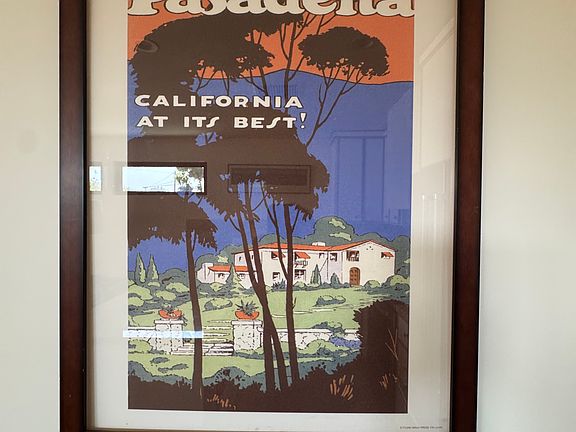 Pasadena
CALIFORNIA
AT ITS BEST!